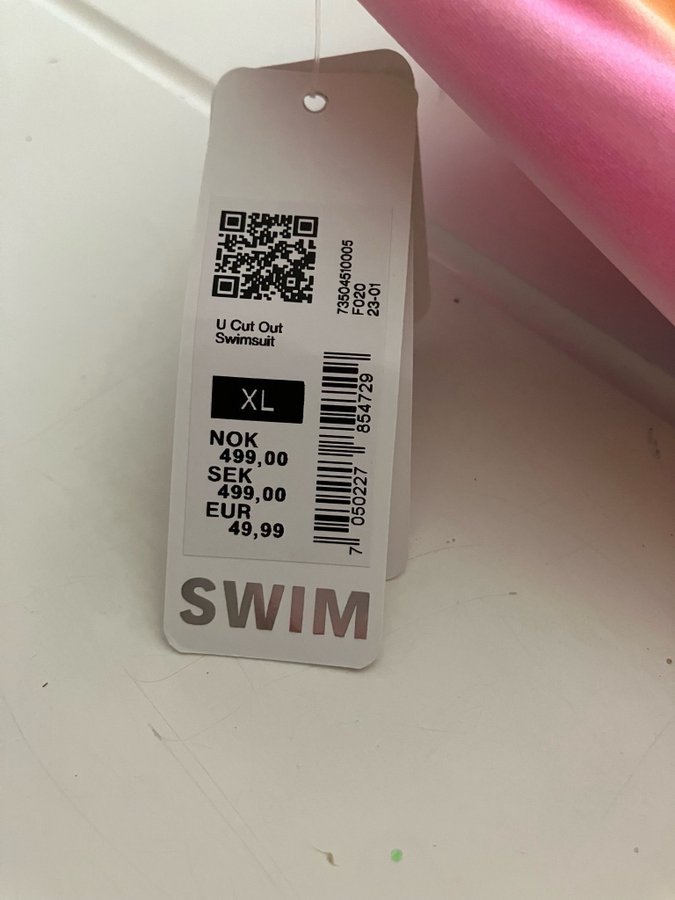 73504510005
F020
23-01
U Cut Out
Swimsuit
XL
NOK
499,00
SEK
499,00
EUR
49,99
7 050227 854729
SWIM